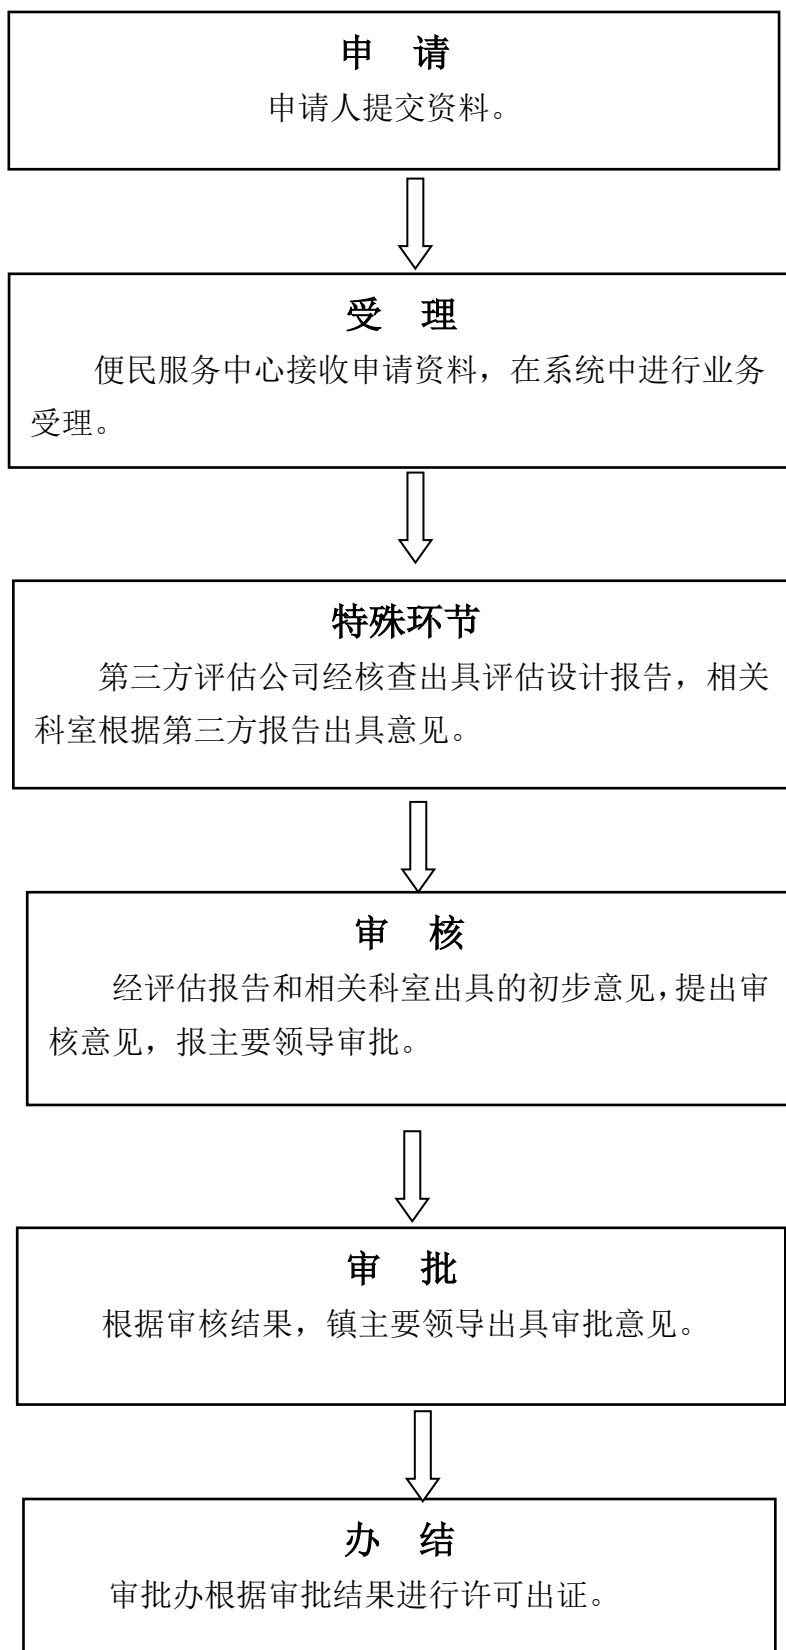 申 请
申请人提交资料。
受 理
便民服务中心接收申请资料，在系统中进行业务
受理。
特殊环节
第三方评估公司经核查出具评估设计报告，相关
科室根据第三方报告出具意见。
审 核
经评估报告和相关科室出具的初步意见，提出审
核意见，报主要领导审批。
审 批
根据审核结果，镇主要领导出具审批意见。
办 结
审批办根据审批结果进行许可出证。